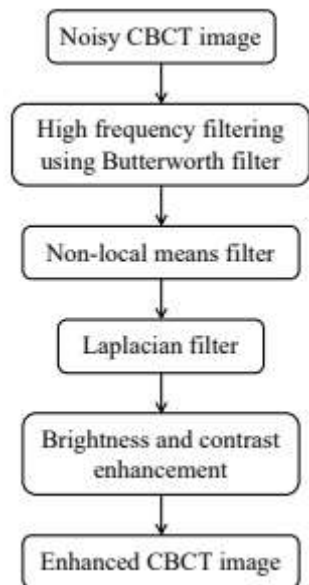 Noisy CBCT image
High frequency filtering
using Butterworth filter
Non-local means filter
Laplacian filter
Brightness and contrast
enhancement
Enhanced CBCT image